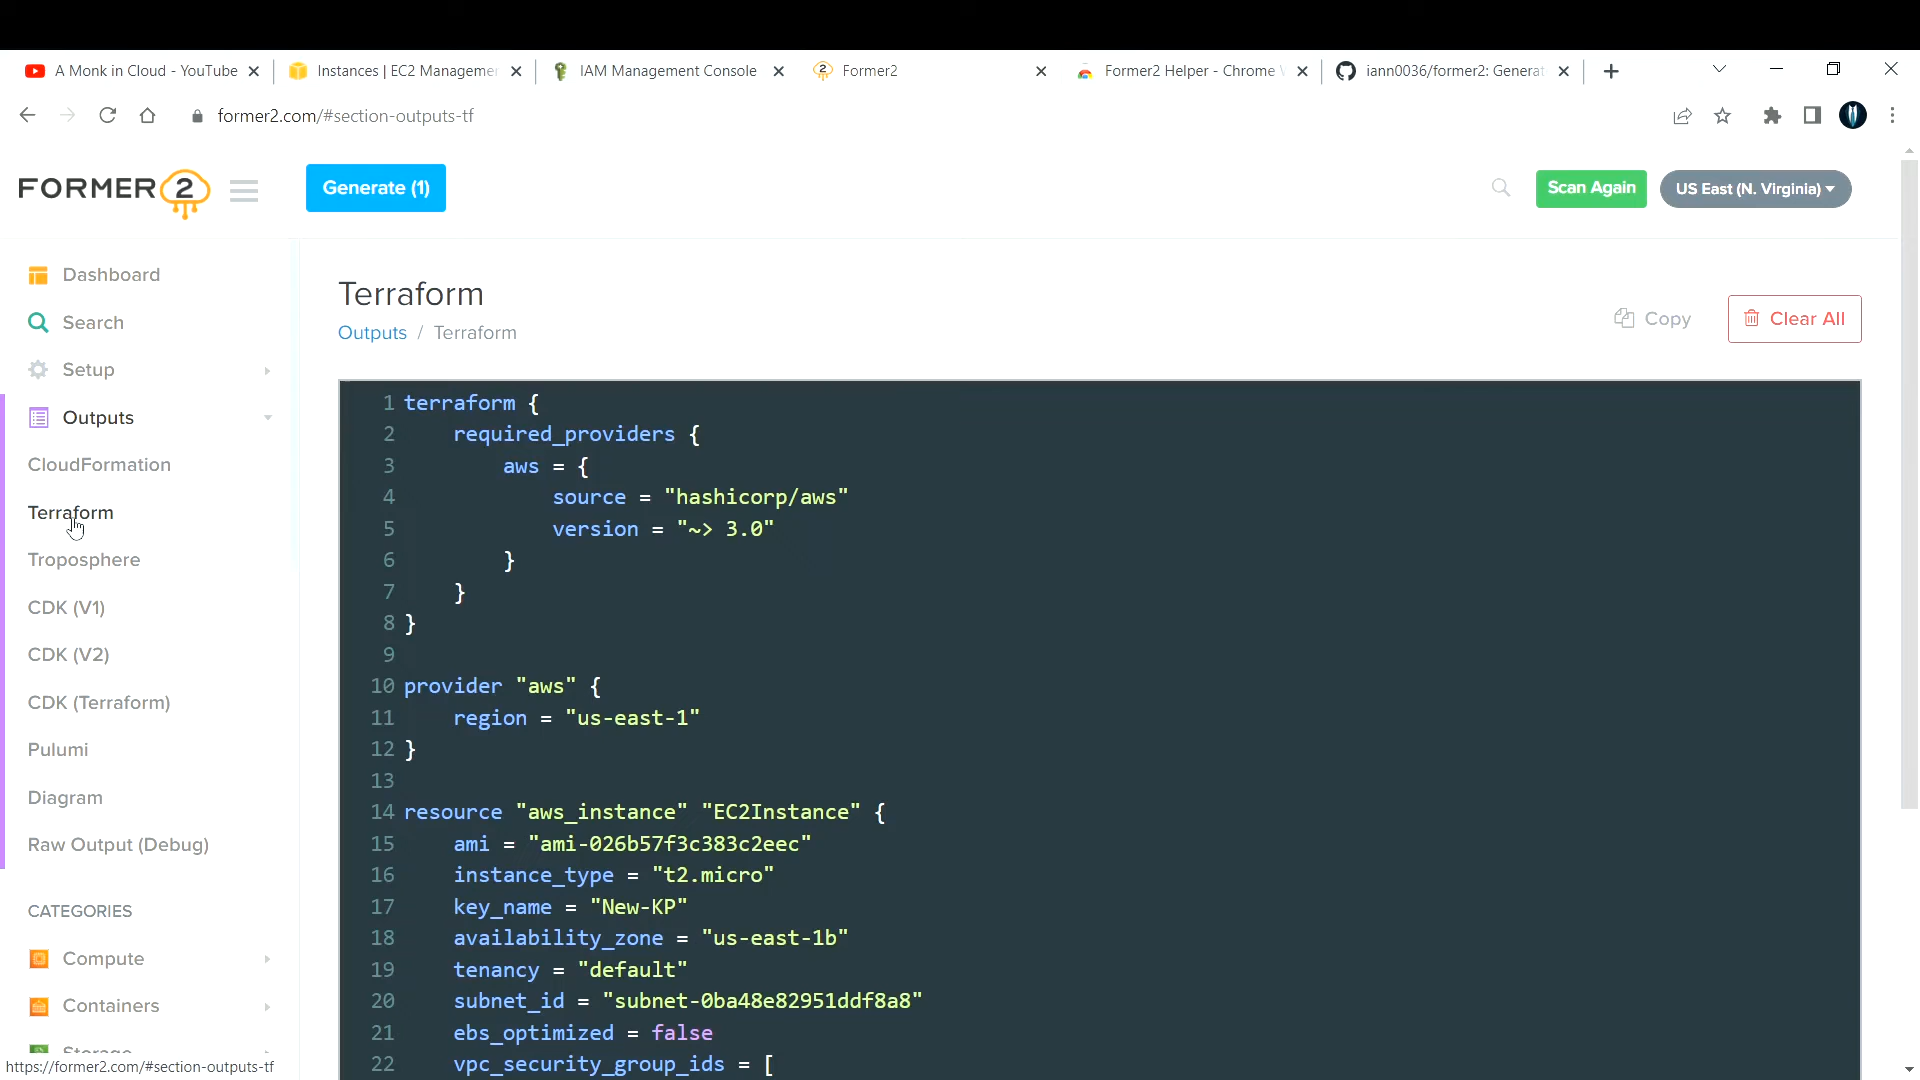 A Monk in Cloud - YouTube
Instances | EC2 Manageme
IAM Management Console
Former2
Former2 Helper - Chrome
iann0036/former2: Generat
former2.com/#section-outputs-tf
FORMER 2
Generate (1)
Scan Again
US East (N. Virginia)
Dashboard
Search
Setup
Outputs
CloudFormation
Terraform
Troposphere
CDK (V1)
CDK (V2)
CDK (Terraform)
Pulumi
Diagram
Raw Output (Debug)
CATEGORIES
Compute
Containers
Storage
https://former2.com/#section-outputs-tf
Terraform
Outputs / Terraform
Copy
Clear All
1 terraform {
2 required_providers {
3 aws = {
4 source = "hashicorp/aws"
5 version = "~> 3.0"
6 }
7 }
8 }
9
10 provider "aws" {
11 region = "us-east-1"
12 }
13
14 resource "aws_instance" "EC2Instance" {
15 ami = "ami-026b57f3c383c2eec"
16 instance_type = "t2.micro"
17 key_name = "New-KP"
18 availability_zone = "us-east-1b"
19 tenancy = "default"
20 subnet_id = "subnet-0ba48e82951ddf8a8"
21 ebs_optimized = false
22 vpc_security_group_ids = [